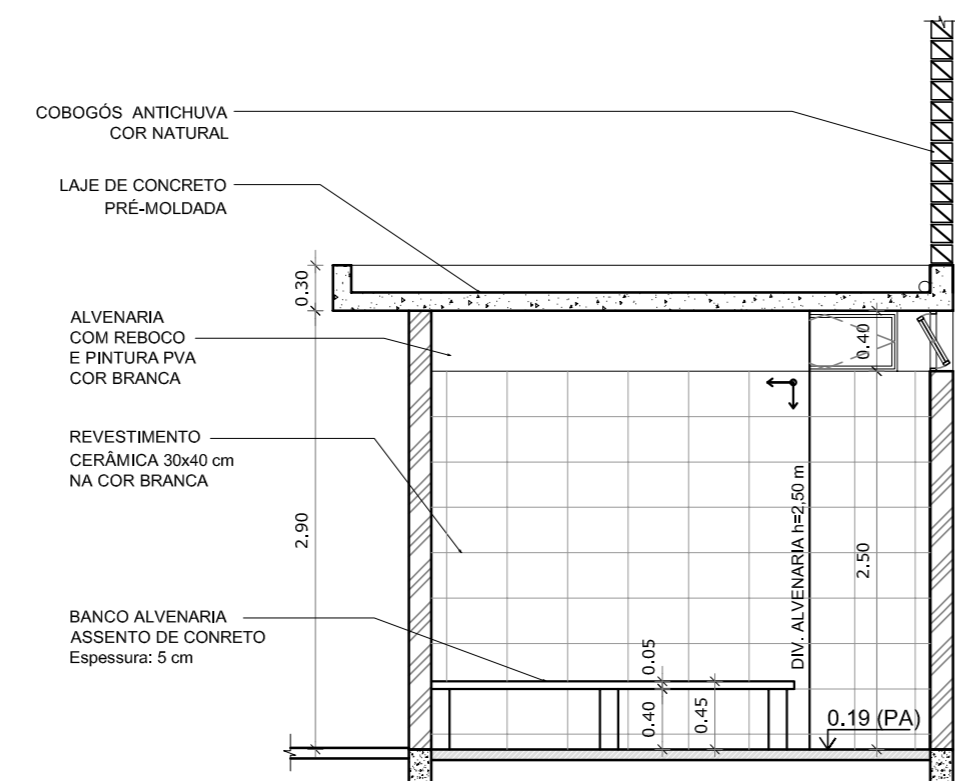 COBOGÓS ANTICHUVA
COR NATURAL
LAJE DE CONCRETO
PRÉ-MOLDADA
0.30
ALVENARIA
COM REBOCO
E PINTURA PVA
COR BRANCA
0.40
REVESTIMENTO
CERÂMICA 30x40 cm
NA COR BRANCA
2.90
DIV. ALVENARIA h=2,50 m
2.50
BANCO ALVENARIA
ASSENTO DE CONRETO
Espessura: 5 cm
0.05
0.40
0.45
0.19 (PA)